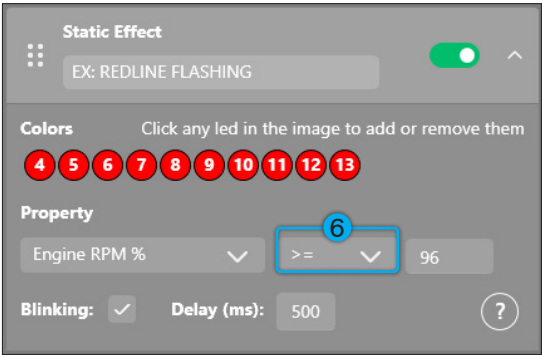 Static Effect
EX: REDLINE FLASHING
Colors Click any led in the image to add or remove them
4 5 6 7 8 9 10 11 12 13
Property
6
Engine RPM % >= 96
Blinking: Delay (ms): 500 ?